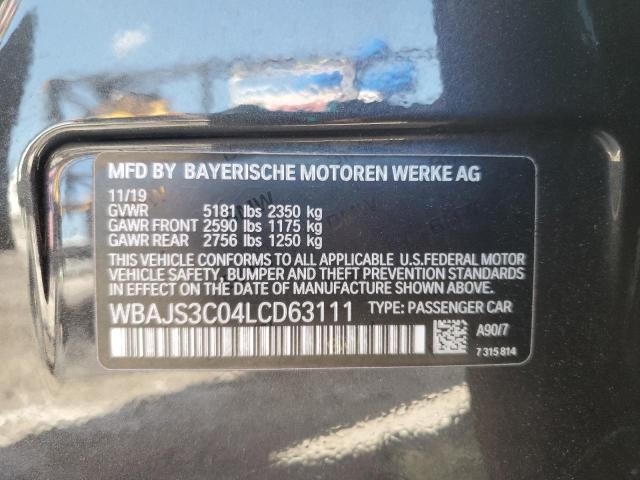 MFD BY BAYERISCHE MOTOREN WERKE AG
11/19
GVWR 5181 lbs 2350 kg
GAWR FRONT 2590 lbs 1175 kg
GAWR REAR 2756 lbs 1250 kg
THIS VEHICLE CONFORMS TO ALL APPLICABLE U.S.FEDERAL MOTOR
VEHICLE SAFETY, BUMPER AND THEFT PREVENTION STANDARDS
IN EFFECT ON THE DATE OF MANUFACTURE SHOWN ABOVE.
WBAJS3C04LCD63111 TYPE: PASSENGER CAR
A90/7
7 315 814